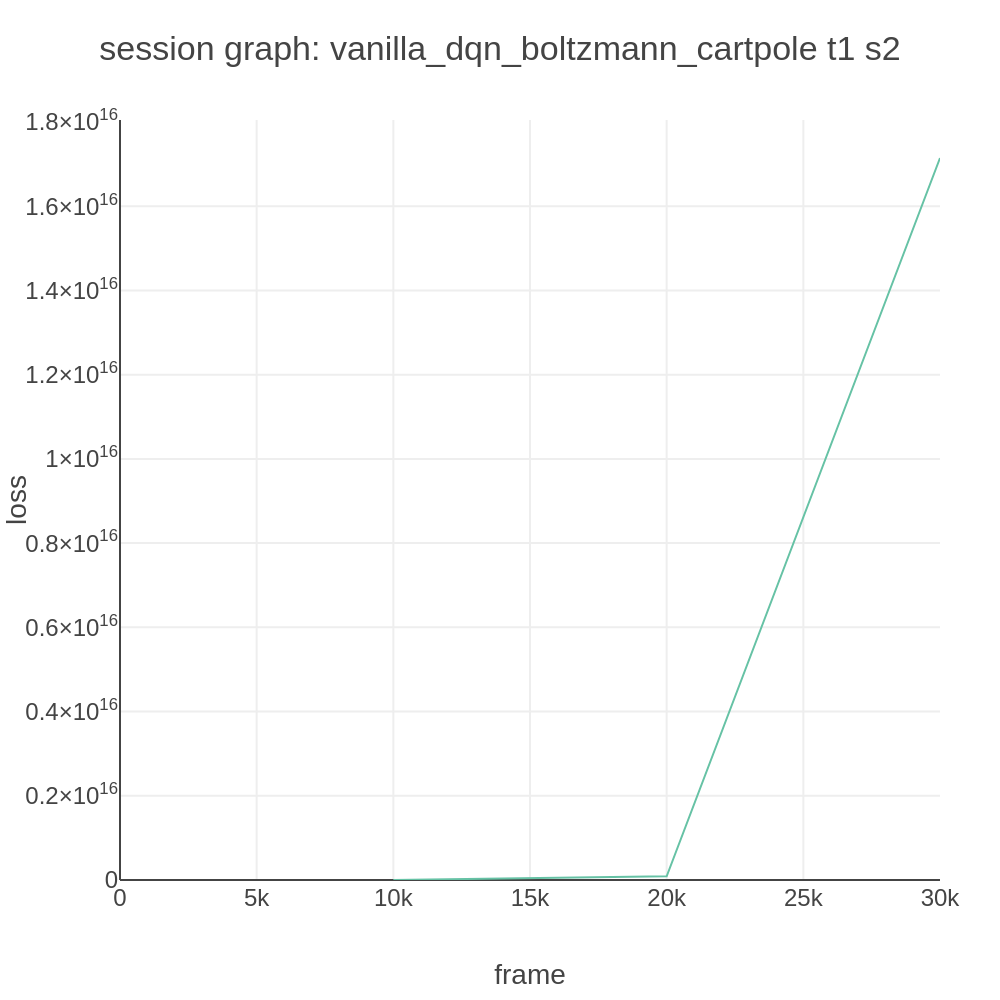 session graph: vanilla_dqn_boltzmann_cartpole t1 s2
1.8×10¹⁶
1.6×10¹⁶
1.4×10¹⁶
1.2×10¹⁶
1×10¹⁶
0.8×10¹⁶
0.6×10¹⁶
0.4×10¹⁶
0.2×10¹⁶
0
loss
0 5k 10k 15k 20k 25k 30k
frame